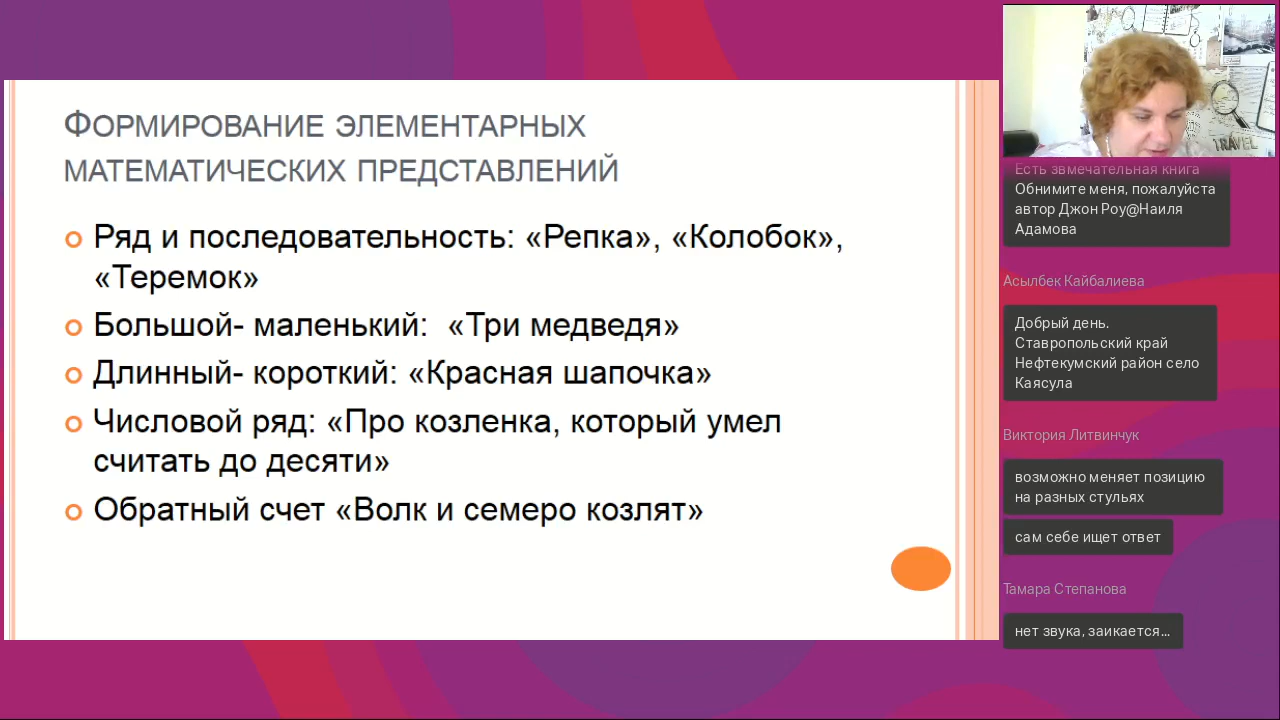 Формирование элементарных
математических представлений
Ряд и последовательность: «Репка», «Колобок»,
«Теремок»
Большой- маленький:  «Три медведя»
Длинный- короткий: «Красная шапочка»
Числовой ряд: «Про козленка, который умел
считать до десяти»
Обратный счет «Волк и семеро козлят»
TRAVEL
Есть звмечательная книга
Обнимите меня, пожалуйста
автор Джон Роу@Наиля
Адамова
Асылбек Кайбалиева
Добрый день.
Ставропольский край
Нефтекумский район село
Каясула
Виктория Литвинчук
возможно меняет позицию
на разных стульях
сам себе ищет ответ
Тамара Степанова
нет звука, заикается...